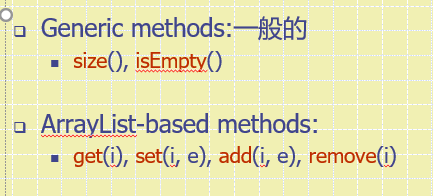 Generic methods:一般的
size(), isEmpty()
ArrayList-based methods:
get(i), set(i, e), add(i, e), remove(i)